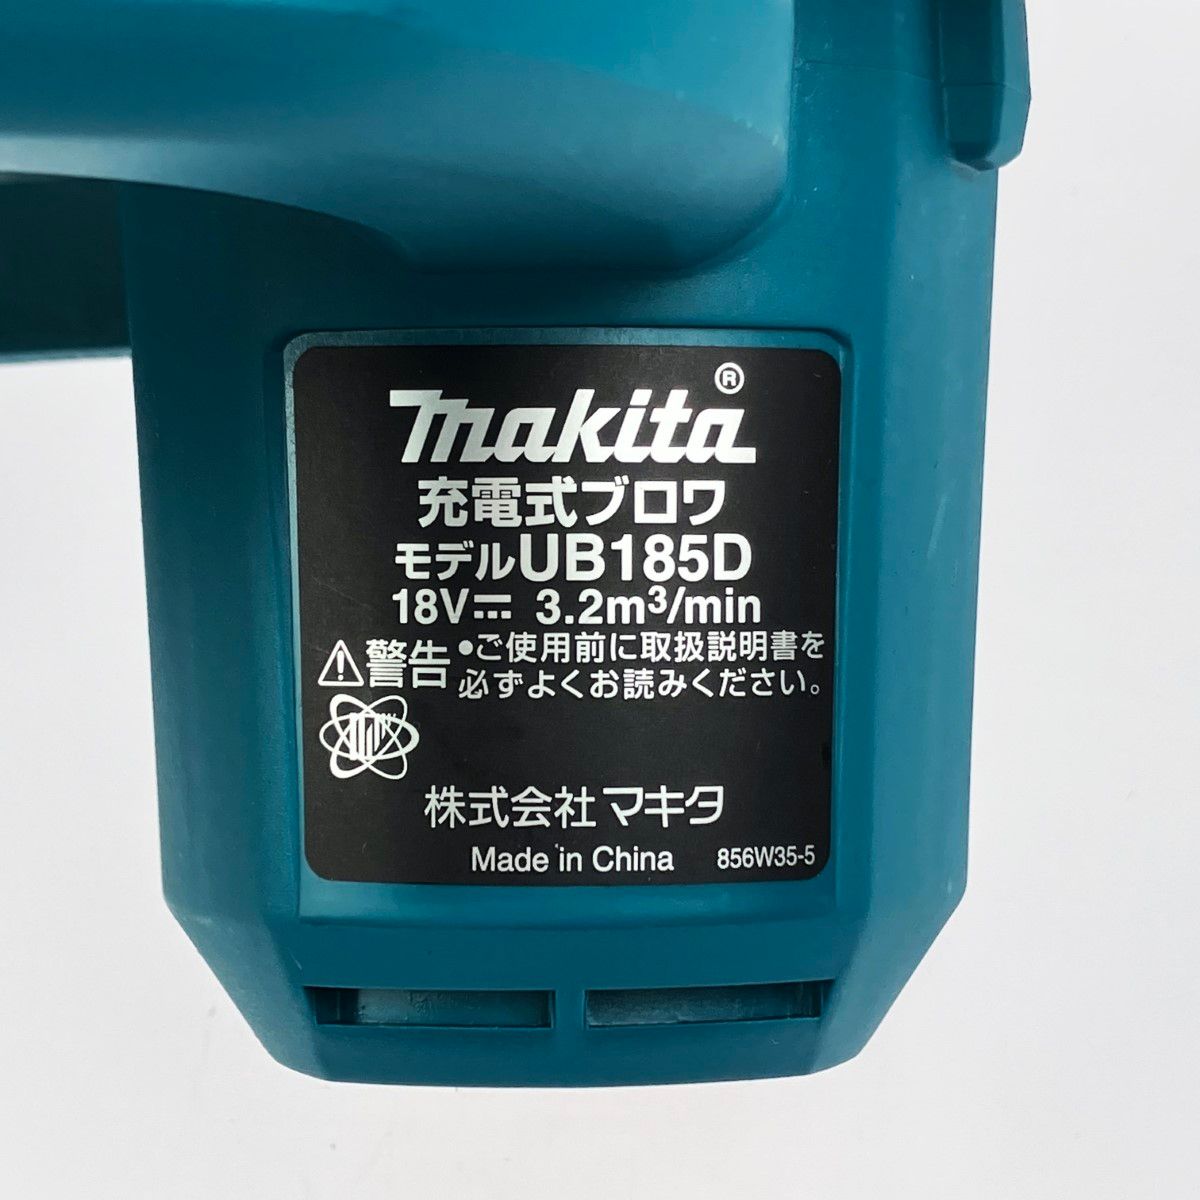 makita®
充電式ブロワ
モデルUB185D
18V⎓ 3.2m³/min
⚠警告 •ご使用前に取扱説明書を
必ずよくお読みください。
株式会社マキタ
Made in China 856W35-5